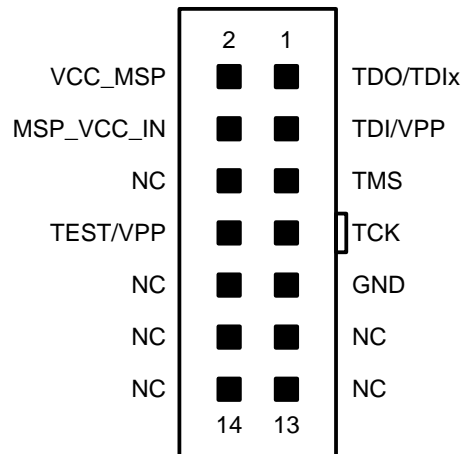 2 1
VCC_MSP TDO/TDIx
MSP_VCC_IN TDI/VPP
NC TMS
TEST/VPP TCK
NC GND
NC NC
NC NC
14 13